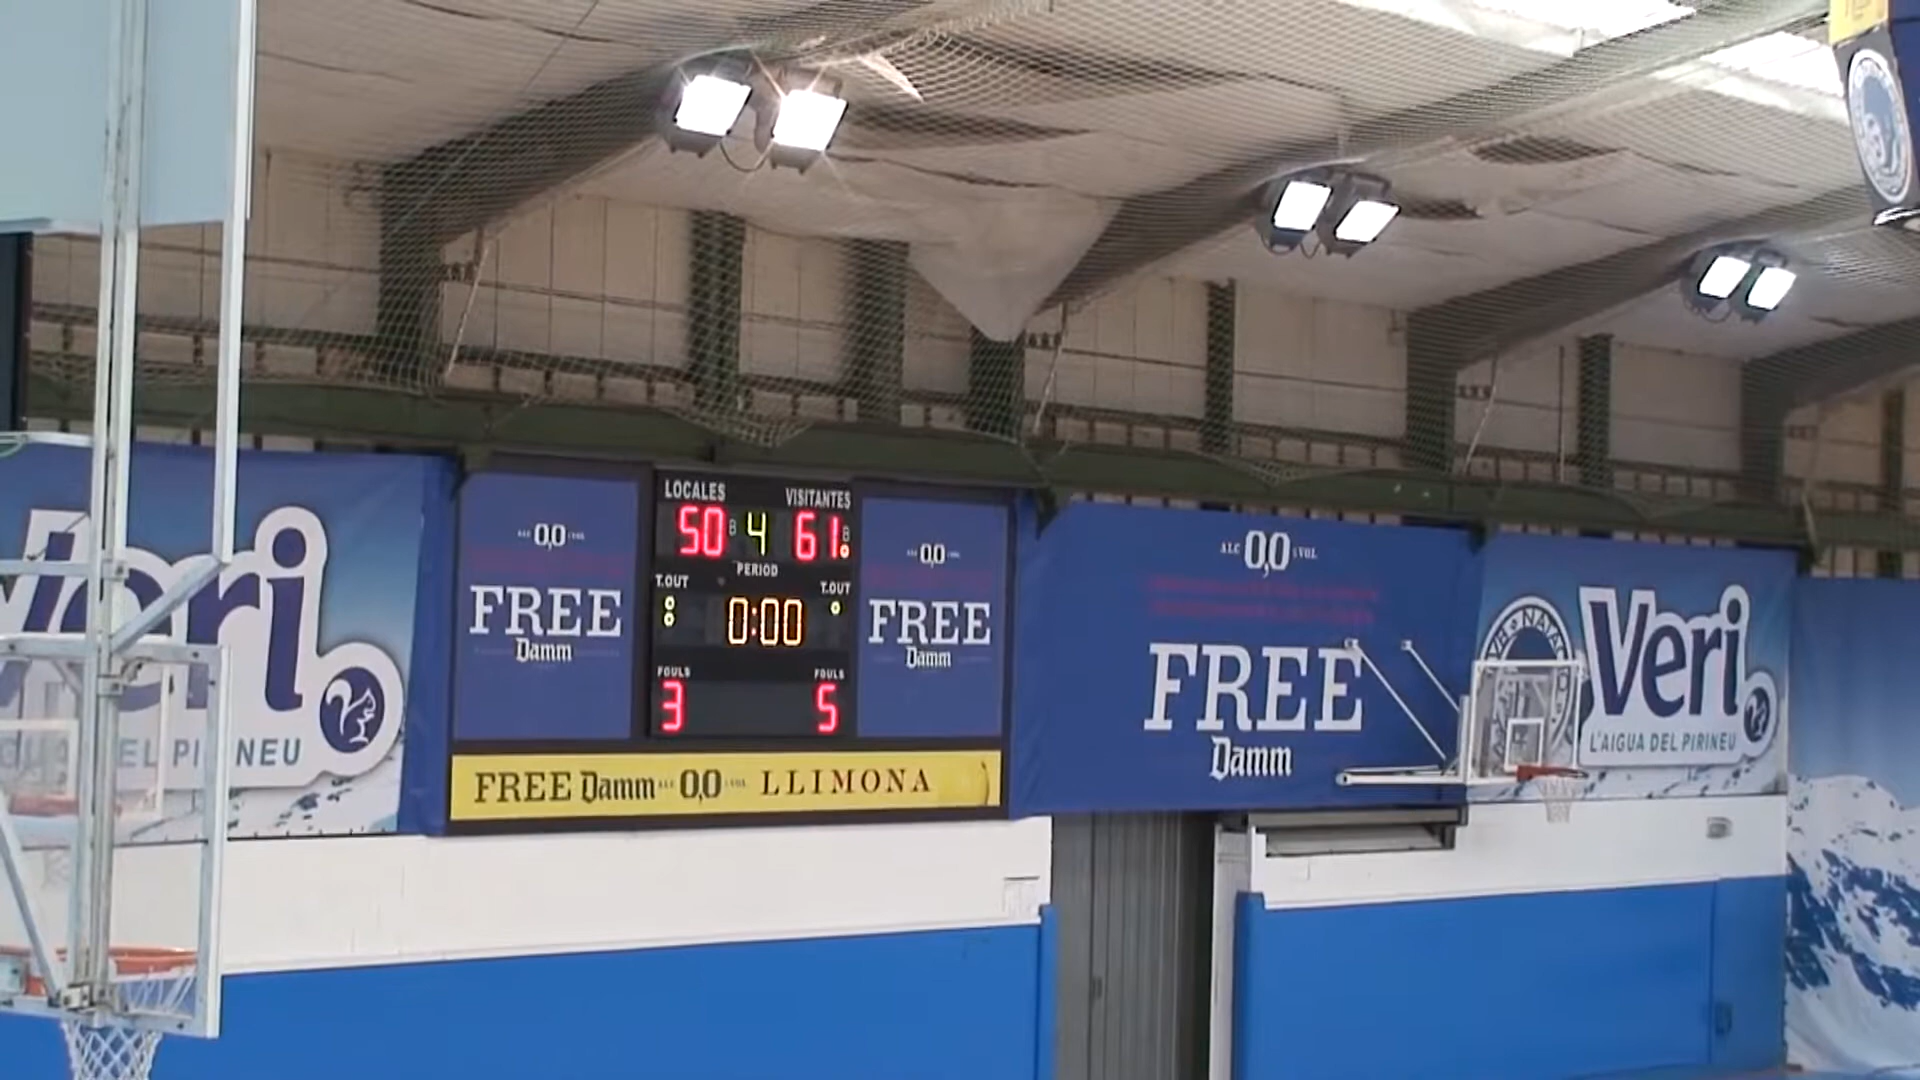 LOCALES VISITANTES
50 B 4 61 B
PERIOD
T.OUT T.OUT
0:00
FOULS FOULS
3 5
ALC 0,0 % VOL
FREE
Damm
ALC 0,0 % VOL
FREE
Damm
FREE Damm ALC 0,0 % VOL LLIMONA
Veri
DEL PIRINEU
ALC 0,0 % VOL
FREE
Damm
Veri
L'AIGUA DEL PIRINEU